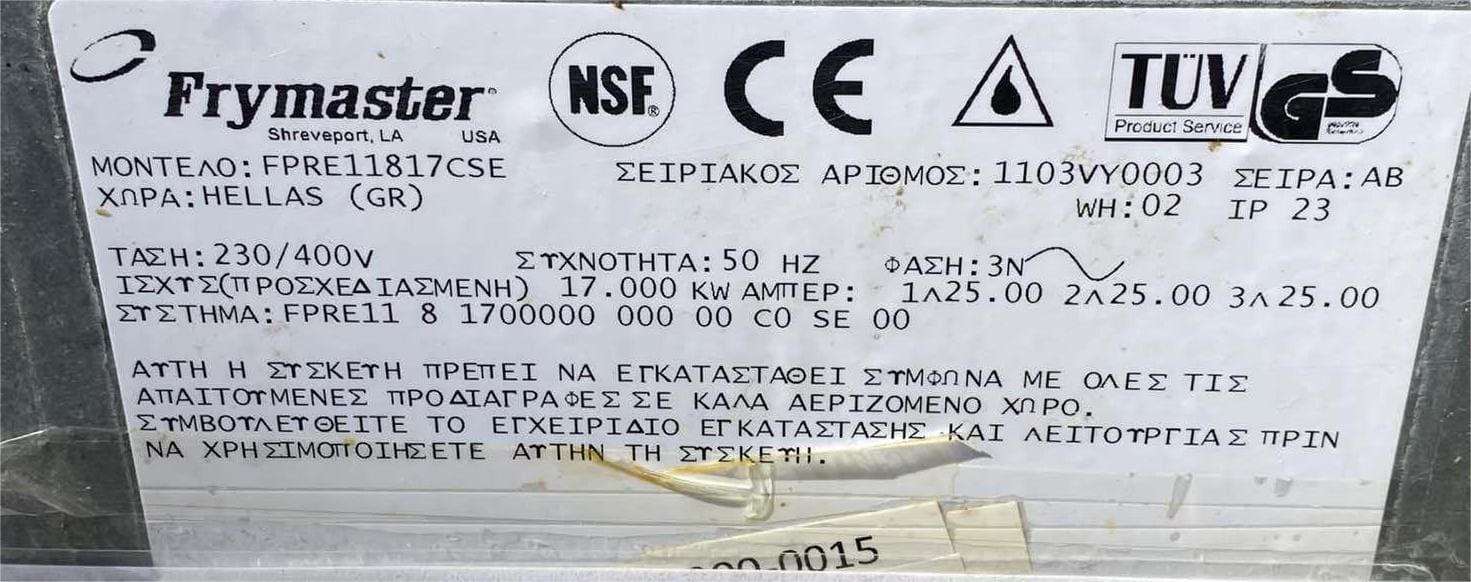 Frymaster
Shreveport, LA USA
NSF®
CE
TÜV
Product Service
GS
ΜΟΝΤΕΛΟ: FPRE11817CSE ΣΕΙΡΙΑΚΟΣ ΑΡΙΘΜΟΣ: 1103VY0003 ΣΕΙΡΑ: AB
ΧΩΡΑ: HELLAS (GR) WH: 02 IP 23
ΤΑΣΗ: 230/400V ΣΥΧΝΟΤΗΤΑ: 50 HZ ΦΑΣΗ: 3N
ΙΣΧΥΣ(ΠΡΟΣΧΕΔΙΑΣΜΕΝΗ) 17.000 KW ΑΜΠΕΡ: 1Λ25.00 2Λ25.00 3Λ25.00
ΣΥΣΤΗΜΑ: FPRE11 8 1700000 000 00 C0 SE 00
ΑΥΤΗ Η ΣΥΣΚΕΥΗ ΠΡΕΠΕΙ ΝΑ ΕΓΚΑΤΑΣΤΑΘΕΙ ΣΥΜΦΩΝΑ ΜΕ ΟΛΕΣ ΤΙΣ
ΑΠΑΙΤΟΥΜΕΝΕΣ ΠΡΟΔΙΑΓΡΑΦΕΣ ΣΕ ΚΑΛΑ ΑΕΡΙΖΟΜΕΝΟ ΧΩΡΟ.
ΣΥΜΒΟΥΛΕΥΘΕΙΤΕ ΤΟ ΕΓΧΕΙΡΙΔΙΟ ΕΓΚΑΤΑΣΤΑΣΗΣ ΚΑΙ ΛΕΙΤΟΥΡΓΙΑΣ ΠΡΙΝ
ΝΑ ΧΡΗΣΙΜΟΠΟΙΗΣΕΤΕ ΑΥΤΗΝ ΤΗ ΣΥΣΚΕΥΗ.
0015